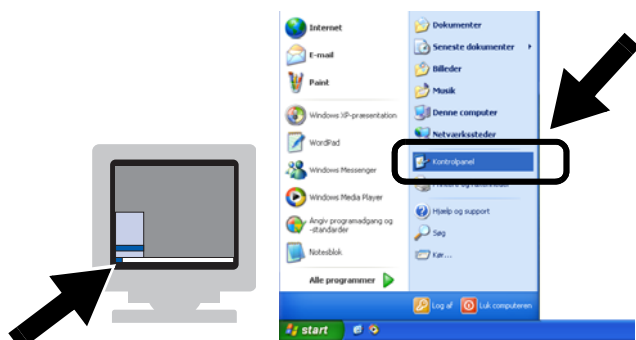 Internet
E-mail
Paint
Windows XP-præsentation
WordPad
Windows Messenger
Windows Media Player
Angiv programadgang og
-standarder
Notesblok
Alle programmer
Dokumenter
Seneste dokumenter
Billeder
Musik
Denne computer
Netværkssteder
Kontrolpanel
Hjælp og support
Søg
Kør...
Log af
Luk computeren
start